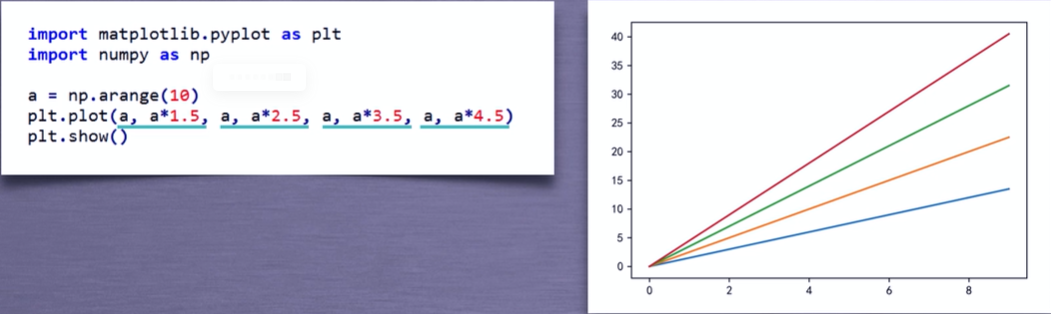 import matplotlib.pyplot as plt
import numpy as np
a = np.arange(10)
plt.plot(a, a*1.5, a, a*2.5, a, a*3.5, a, a*4.5)
plt.show()
40
35
30
25
20
15
10
5
0
0 2 4 6 8